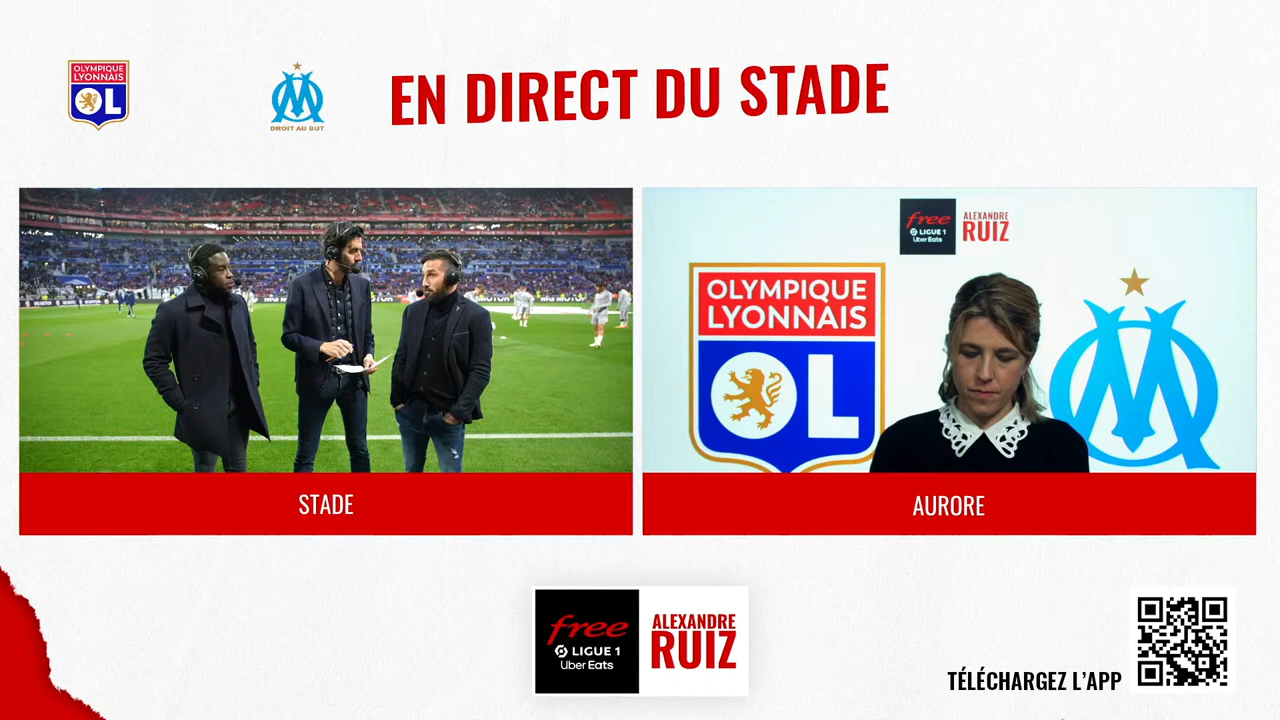 OLYMPIQUE
LYONNAIS
OL
DROIT AU BUT
EN DIRECT DU STADE
free
LIGUE 1
Uber Eats
ALEXANDRE
RUIZ
OLYMPIQUE
LYONNAIS
OL
STADE
AURORE
free
LIGUE 1
Uber Eats
ALEXANDRE
RUIZ
TÉLÉCHARGEZ L'APP